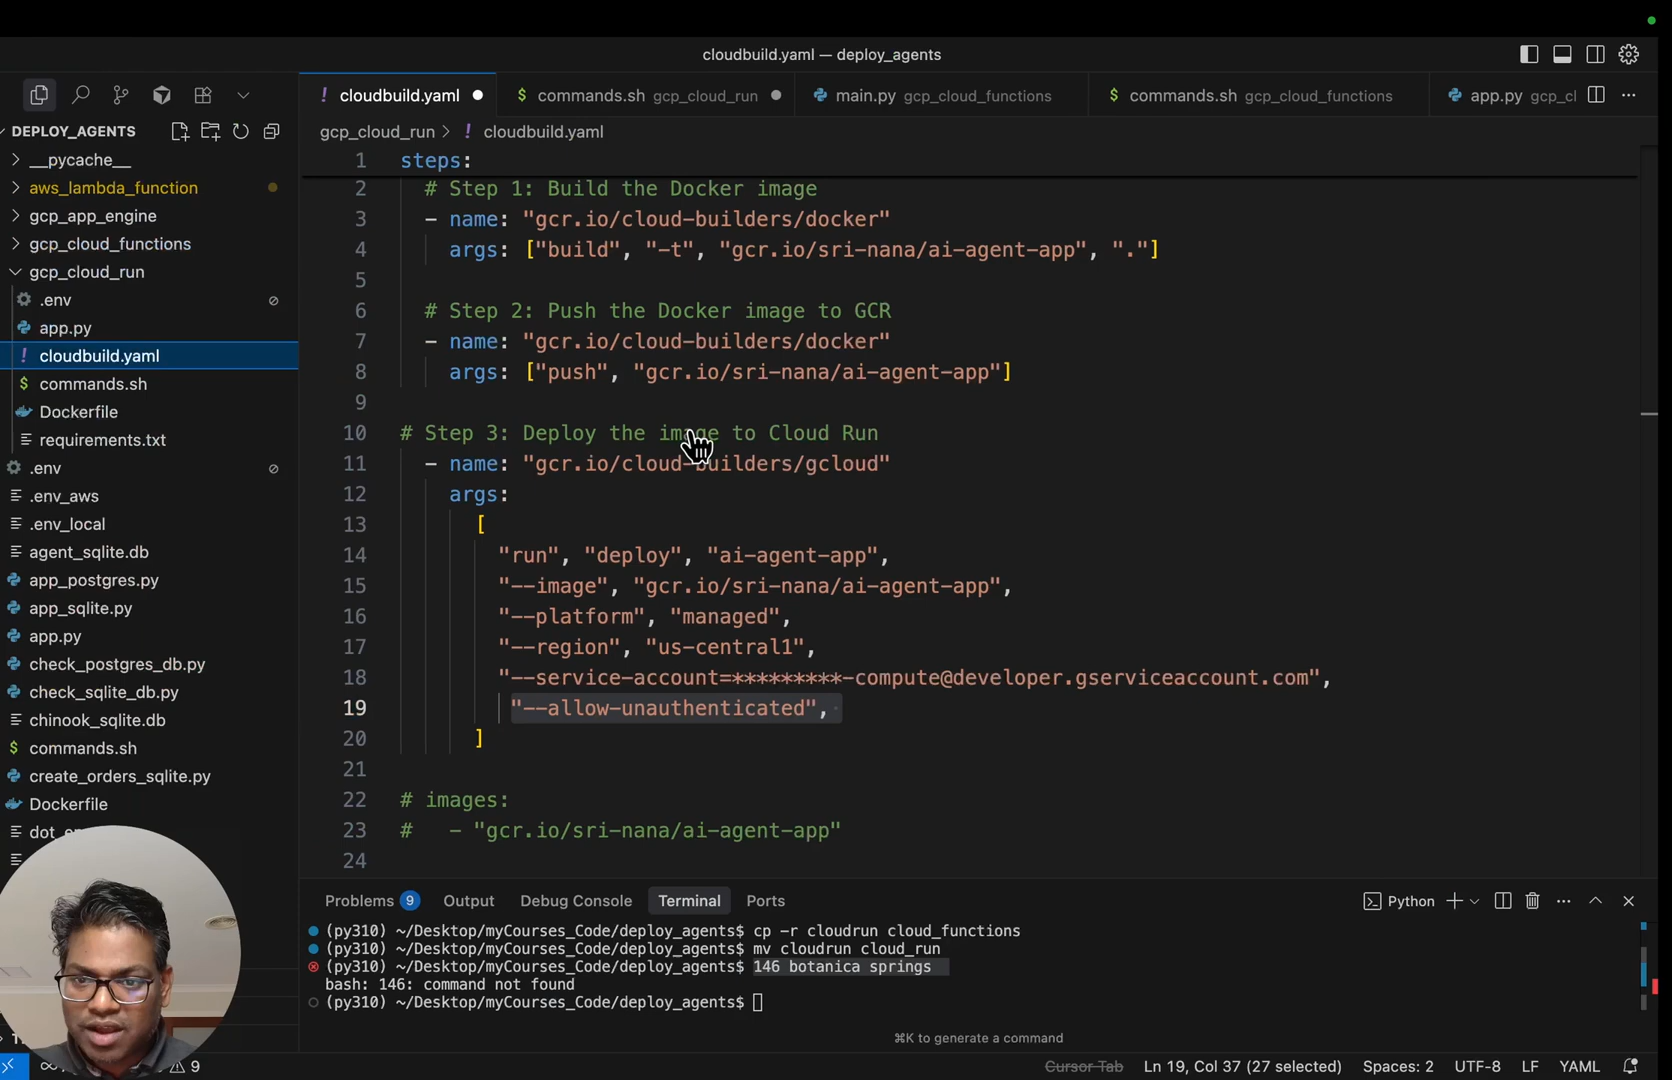 cloudbuild.yaml — deploy_agents
cloudbuild.yaml
commands.sh gcp_cloud_run
main.py gcp_cloud_functions
commands.sh gcp_cloud_functions
app.py gcp_cl
DEPLOY_AGENTS
gcp_cloud_run > ! cloudbuild.yaml
__pycache__
aws_lambda_function
gcp_app_engine
gcp_cloud_functions
gcp_cloud_run
.env
app.py
cloudbuild.yaml
commands.sh
Dockerfile
requirements.txt
.env
.env_aws
.env_local
agent_sqlite.db
app_postgres.py
app_sqlite.py
app.py
check_postgres_db.py
check_sqlite_db.py
chinook_sqlite.db
commands.sh
create_orders_sqlite.py
Dockerfile
1 steps:
2 # Step 1: Build the Docker image
3 - name: "gcr.io/cloud-builders/docker"
4 args: ["build", "-t", "gcr.io/sri-nana/ai-agent-app", "."]
5
6 # Step 2: Push the Docker image to GCR
7 - name: "gcr.io/cloud-builders/docker"
8 args: ["push", "gcr.io/sri-nana/ai-agent-app"]
9
10 # Step 3: Deploy the image to Cloud Run
11 - name: "gcr.io/cloud-builders/gcloud"
12 args:
13 [
14 "run", "deploy", "ai-agent-app",
15 "--image", "gcr.io/sri-nana/ai-agent-app",
16 "--platform", "managed",
17 "--region", "us-central1",
18 "--service-account=*********-compute@developer.gserviceaccount.com",
19 "--allow-unauthenticated",
20 ]
21
22 # images:
23 # - "gcr.io/sri-nana/ai-agent-app"
24
Problems 9 Output Debug Console Terminal Ports
Python
(py310) ~/Desktop/myCourses_Code/deploy_agents$ cp -r cloudrun cloud_functions
(py310) ~/Desktop/myCourses_Code/deploy_agents$ mv cloudrun cloud_run
(py310) ~/Desktop/myCourses_Code/deploy_agents$ 146 botanica springs
bash: 146: command not found
(py310) ~/Desktop/myCourses_Code/deploy_agents$
⌘K to generate a command
9
Cursor Tab Ln 19, Col 37 (27 selected) Spaces: 2 UTF-8 LF YAML